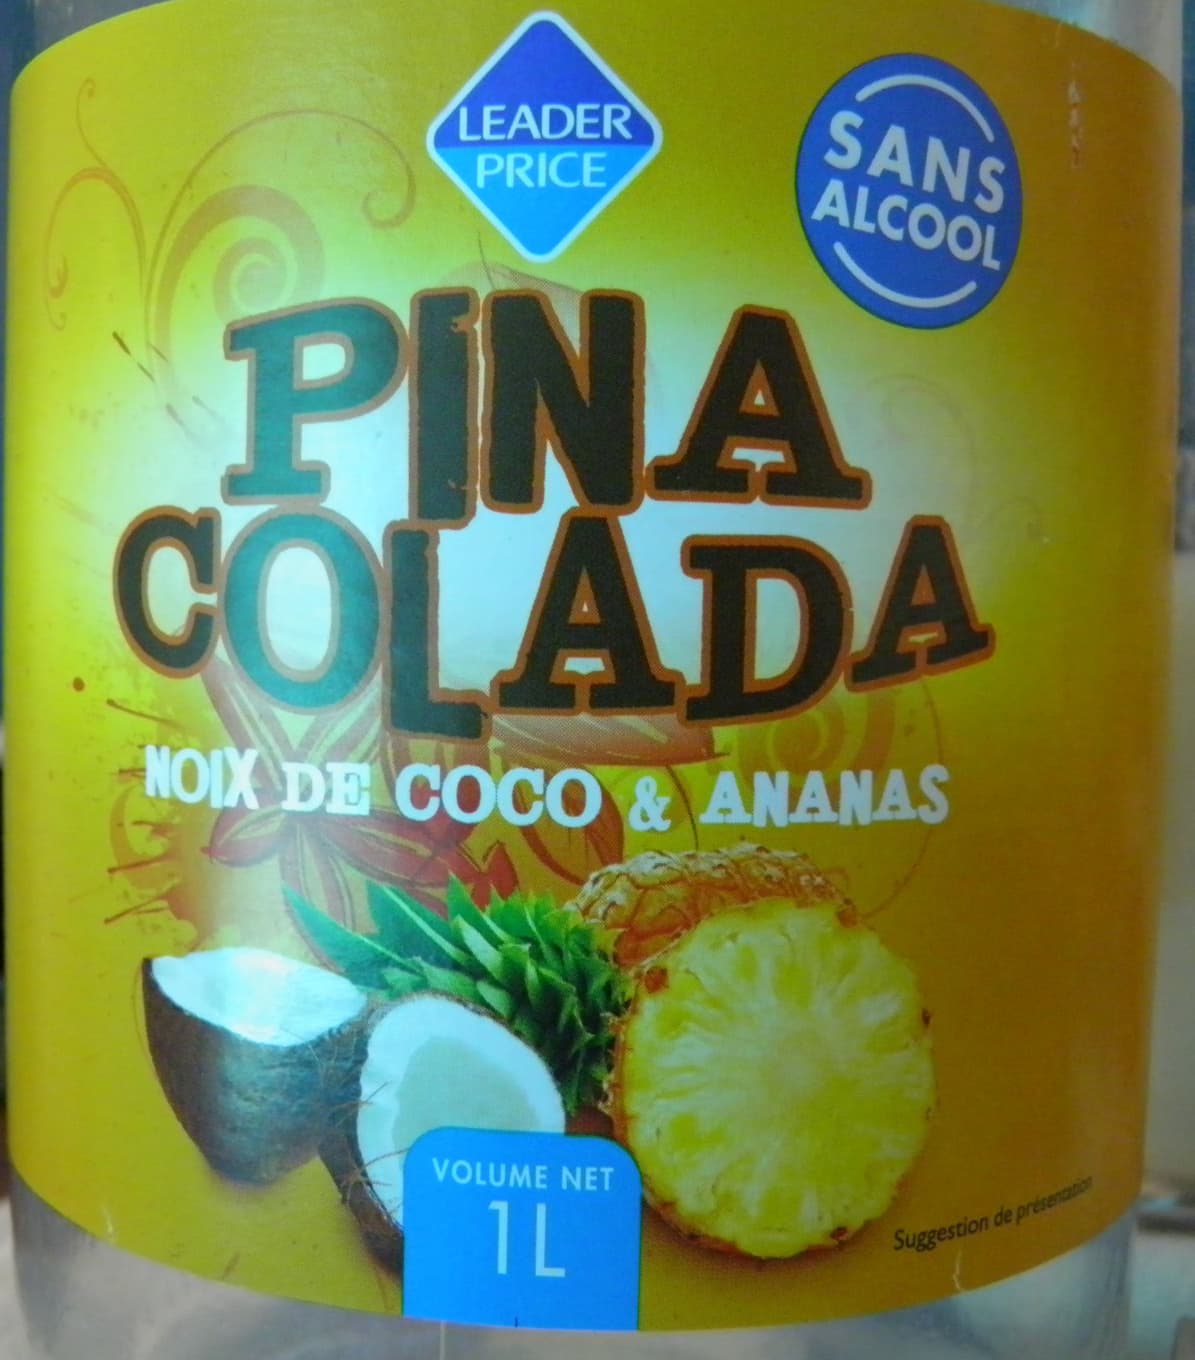 LEADER
PRICE
SANS
ALCOOL
PINA
COLADA
NOIX DE COCO & ANANAS
VOLUME NET
1L
Suggestion de présentation